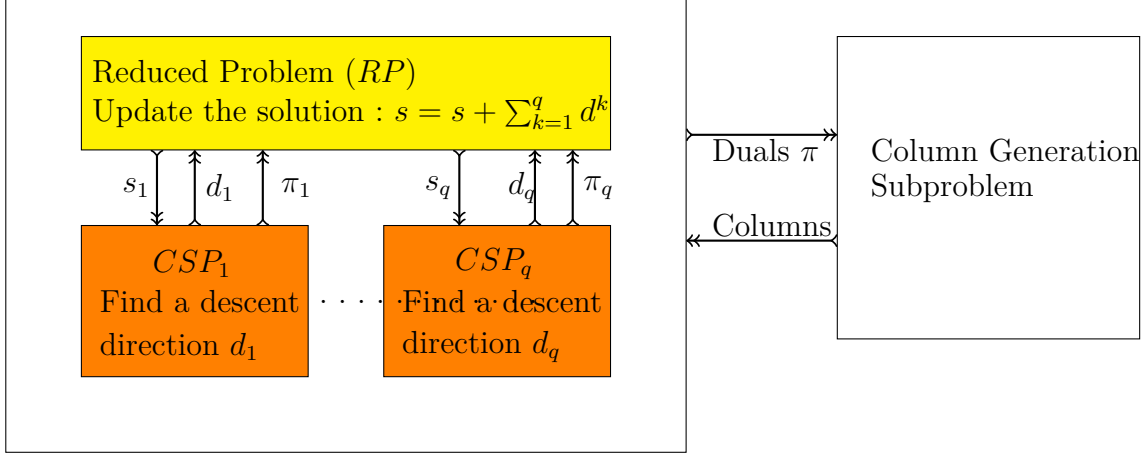 Reduced Problem (RP)
Update the solution : s = s + ∑_{k=1}^{q} d^k
s_1
d_1
π_1
s_q
d_q
π_q
CSP_1
Find a descent
direction d_1
. . . . . . . . . .
CSP_q
Find a descent
direction d_q
Duals π
Columns
Column Generation
Subproblem